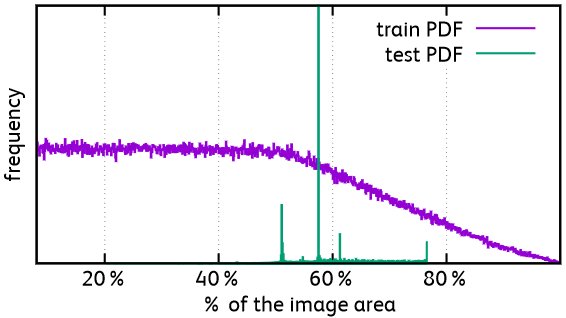 train PDF
test PDF
frequency
20 % 40 % 60 % 80 %
% of the image area